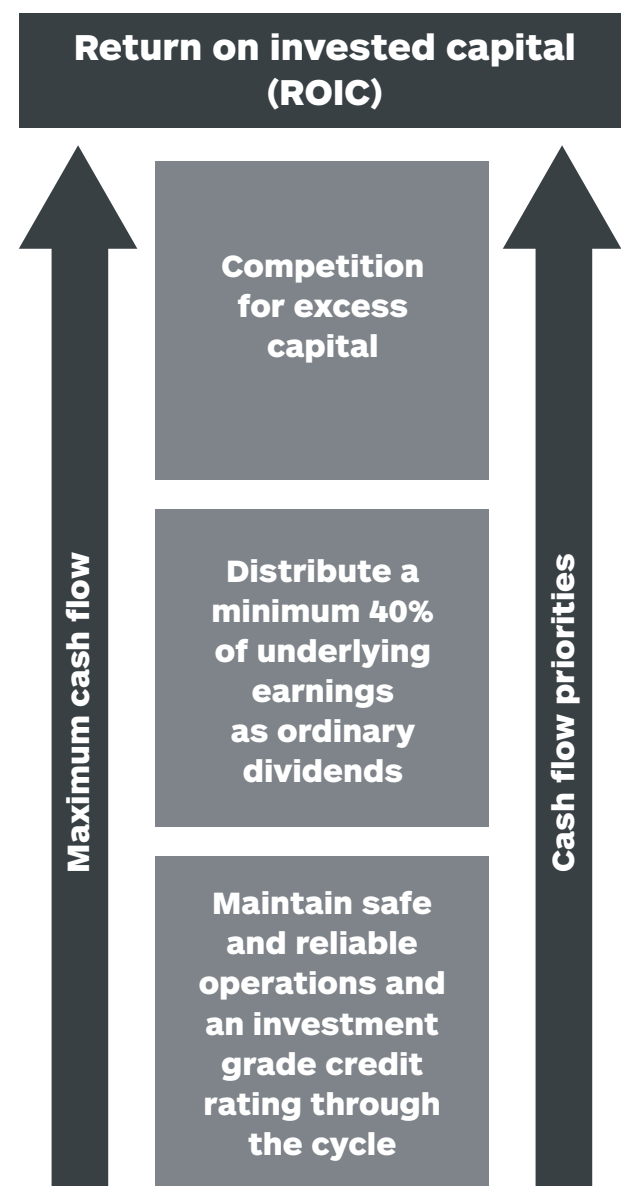 Return on invested capital
(ROIC)
Competition
for excess
capital
Maximum cash flow
Cash flow priorities
Distribute a
minimum 40%
of underlying
earnings
as ordinary
dividends
Maintain safe
and reliable
operations and
an investment
grade credit
rating through
the cycle